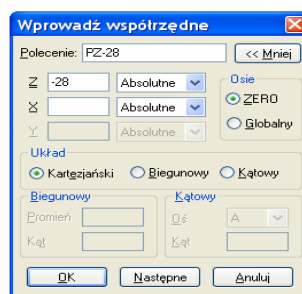 Wprowadź współrzędne
Polecenie: PZ-28 << Mniej
Z -28 Absolutne
X Absolutne
Y Absolutne
Osie
ZERO
Globalny
Układ
Kartezjański Biegunowy Kątowy
Biegunowy
Promień
Kąt
Kątowy
Oś A
Kąt
OK Następne Anuluj